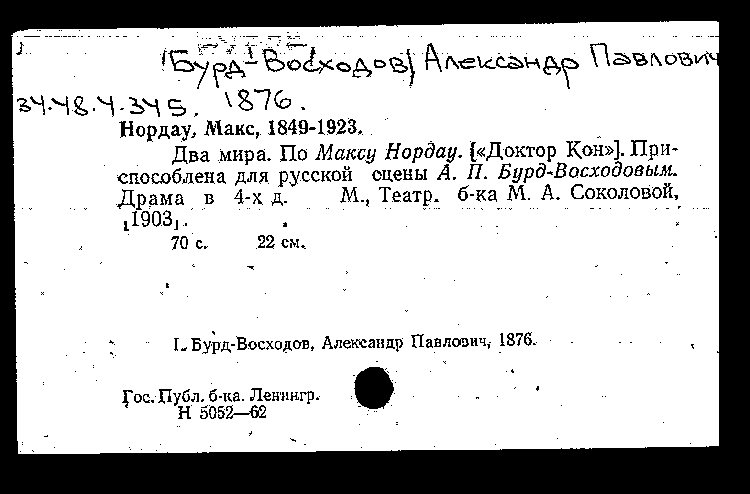 (Бурд-Восходов) Александр Павлович
34.48.4.345. 1876.
Нордау, Макс, 1849-1923.
Два мира. По Максу Нордау. [«Доктор Кон»]. При-
способлена для русской сцены А. П. Бурд-Восходовым.
Драма в 4-х д. М., Театр. б-ка М. А. Соколовой,
[1903].
70 с. 22 см.
I. Бурд-Восходов, Александр Павлович, 1876.
Гос. Публ. б-ка. Ленингр.
Н 5052—62